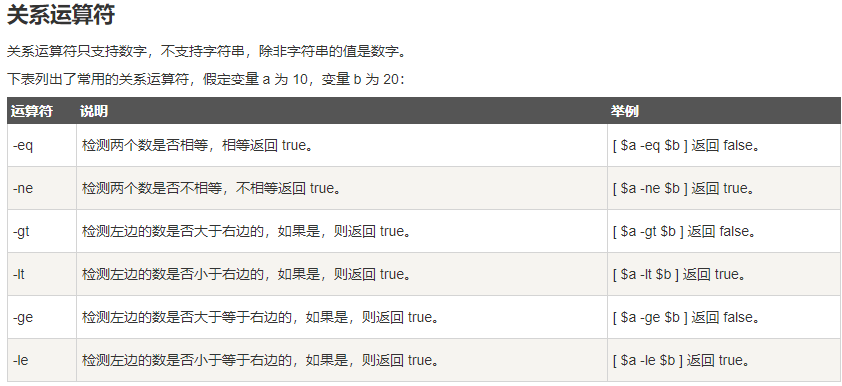 关系运算符
关系运算符只支持数字，不支持字符串，除非字符串的值是数字。
下表列出了常用的关系运算符，假定变量 a 为 10，变量 b 为 20：
运算符 说明 举例
-eq 检测两个数是否相等，相等返回 true。 [ $a -eq $b ] 返回 false。
-ne 检测两个数是否不相等，不相等返回 true。 [ $a -ne $b ] 返回 true。
-gt 检测左边的数是否大于右边的，如果是，则返回 true。 [ $a -gt $b ] 返回 false。
-lt 检测左边的数是否小于右边的，如果是，则返回 true。 [ $a -lt $b ] 返回 true。
-ge 检测左边的数是否大于等于右边的，如果是，则返回 true。 [ $a -ge $b ] 返回 false。
-le 检测左边的数是否小于等于右边的，如果是，则返回 true。 [ $a -le $b ] 返回 true。